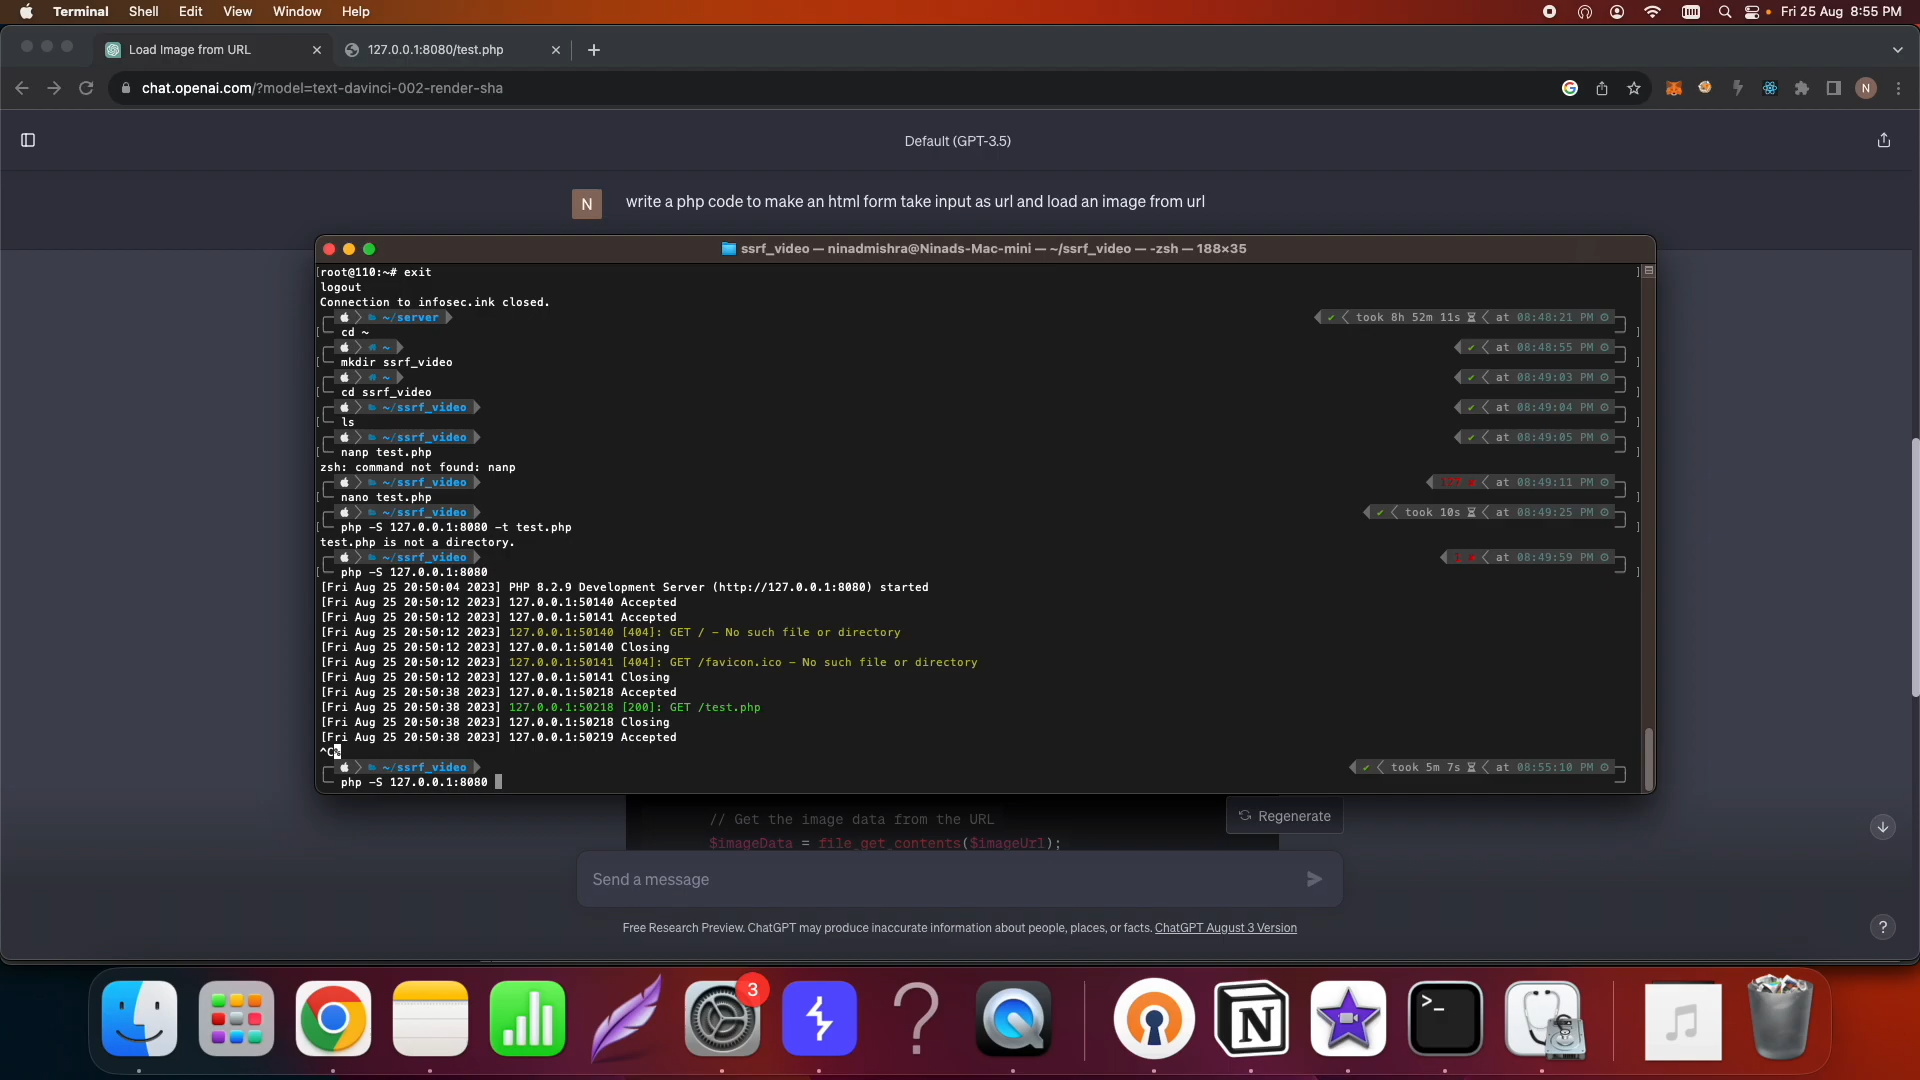 Terminal Shell Edit View Window Help Fri 25 Aug 8:55 PM
Load Image from URL 127.0.0.1:8080/test.php
chat.openai.com/?model=text-davinci-002-render-sha N
Default (GPT-3.5)
N write a php code to make an html form take input as url and load an image from url
ssrf_video — ninadmishra@Ninads-Mac-mini — ~/ssrf_video — -zsh — 188×35
[root@110:~# exit ]
logout
Connection to infosec.ink closed.
~/server took 8h 52m 11s at 08:48:21 PM
cd ~
~ at 08:48:55 PM
mkdir ssrf_video
~ at 08:49:03 PM
cd ssrf_video
~/ssrf_video at 08:49:04 PM
ls
~/ssrf_video at 08:49:05 PM
nanp test.php
zsh: command not found: nanp
~/ssrf_video 127 ✘ at 08:49:11 PM
nano test.php
~/ssrf_video took 10s at 08:49:25 PM
php -S 127.0.0.1:8080 -t test.php
test.php is not a directory.
~/ssrf_video 1 ✘ at 08:49:59 PM
php -S 127.0.0.1:8080
[Fri Aug 25 20:50:04 2023] PHP 8.2.9 Development Server (http://127.0.0.1:8080) started
[Fri Aug 25 20:50:12 2023] 127.0.0.1:50140 Accepted
[Fri Aug 25 20:50:12 2023] 127.0.0.1:50141 Accepted
[Fri Aug 25 20:50:12 2023] 127.0.0.1:50140 [404]: GET / - No such file or directory
[Fri Aug 25 20:50:12 2023] 127.0.0.1:50140 Closing
[Fri Aug 25 20:50:12 2023] 127.0.0.1:50141 [404]: GET /favicon.ico - No such file or directory
[Fri Aug 25 20:50:12 2023] 127.0.0.1:50141 Closing
[Fri Aug 25 20:50:38 2023] 127.0.0.1:50218 Accepted
[Fri Aug 25 20:50:38 2023] 127.0.0.1:50218 [200]: GET /test.php
[Fri Aug 25 20:50:38 2023] 127.0.0.1:50218 Closing
[Fri Aug 25 20:50:38 2023] 127.0.0.1:50219 Accepted
^C%
~/ssrf_video took 5m 7s at 08:55:10 PM
php -S 127.0.0.1:8080
// Get the image data from the URL
Regenerate
$imageData = file_get_contents($imageUrl);
Send a message
Free Research Preview. ChatGPT may produce inaccurate information about people, places, or facts. ChatGPT August 3 Version
?
3